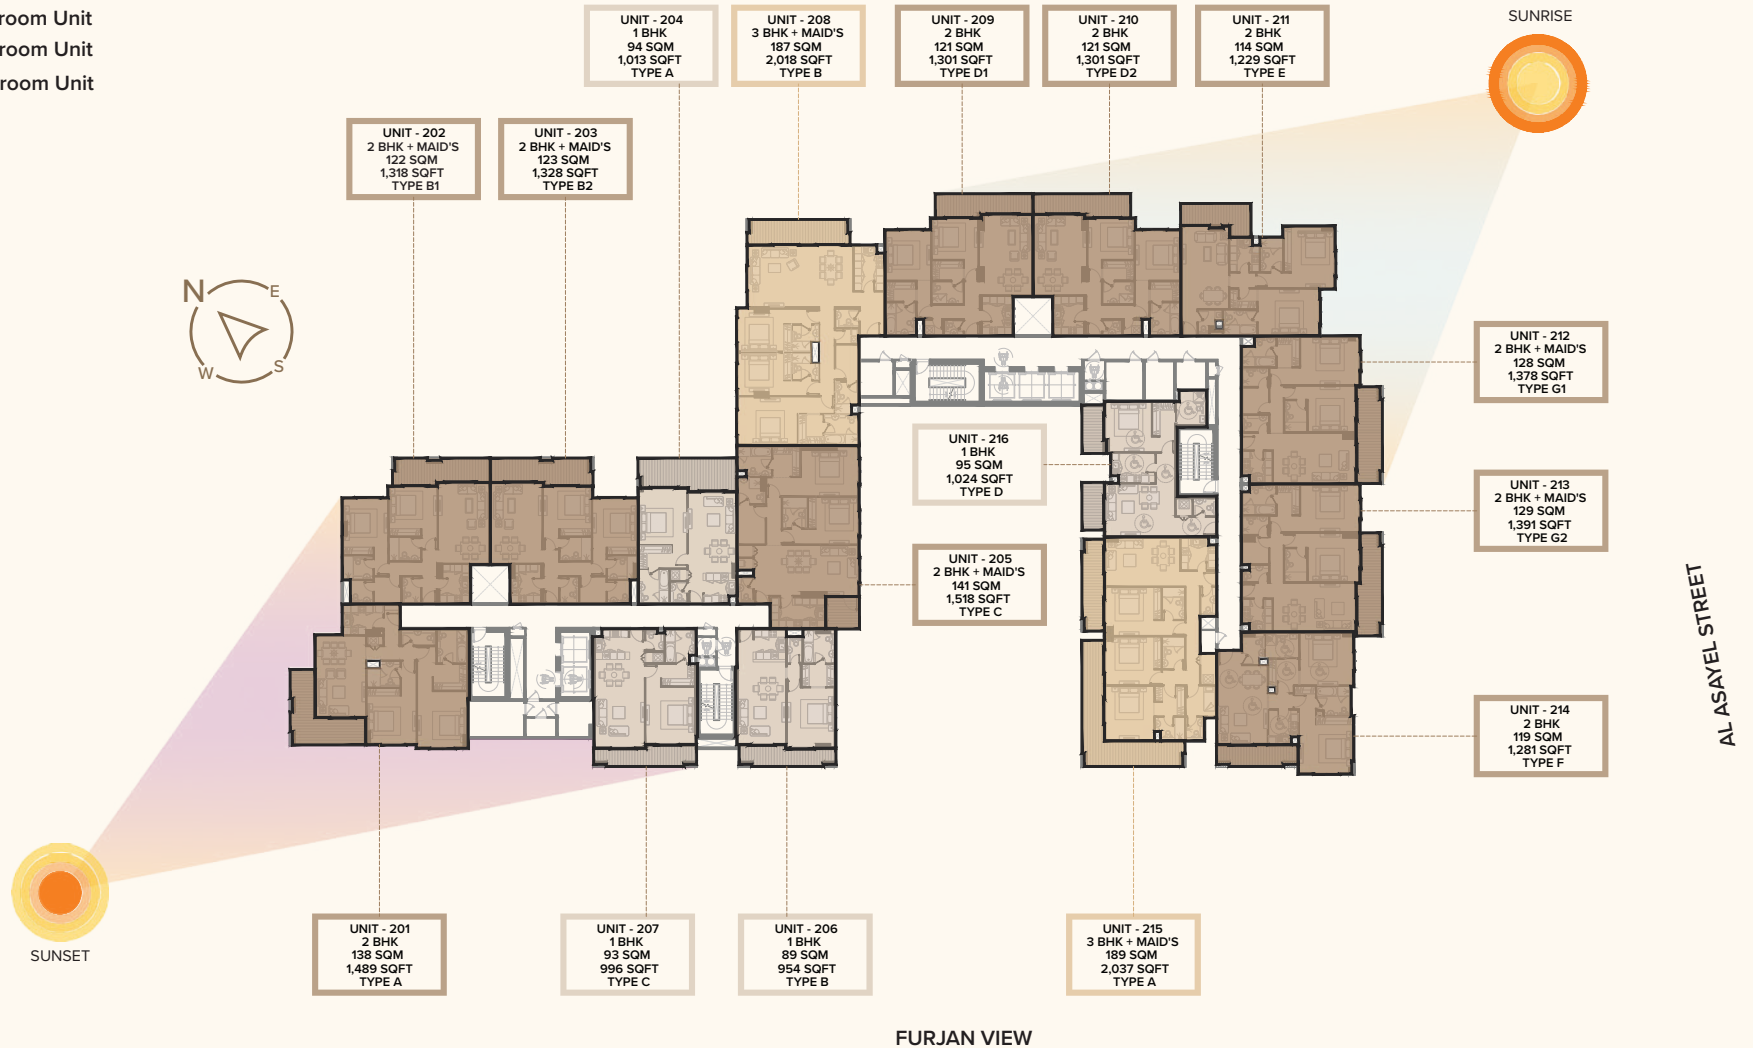 room Unit
room Unit
room Unit
UNIT - 204
1 BHK
94 SQM
1,013 SQFT
TYPE A
UNIT - 208
3 BHK + MAID'S
187 SQM
2,018 SQFT
TYPE B
UNIT - 209
2 BHK
121 SQM
1,301 SQFT
TYPE D1
UNIT - 210
2 BHK
121 SQM
1,301 SQFT
TYPE D2
UNIT - 211
2 BHK
114 SQM
1,229 SQFT
TYPE E
SUNRISE
UNIT - 202
2 BHK + MAID'S
122 SQM
1,318 SQFT
TYPE B1
UNIT - 203
2 BHK + MAID'S
123 SQM
1,328 SQFT
TYPE B2
N
E
W
S
UNIT - 212
2 BHK + MAID'S
128 SQM
1,378 SQFT
TYPE G1
UNIT - 216
1 BHK
95 SQM
1,024 SQFT
TYPE D
UNIT - 213
2 BHK + MAID'S
129 SQM
1,391 SQFT
TYPE G2
UNIT - 205
2 BHK + MAID'S
141 SQM
1,518 SQFT
TYPE C
AL ASAYEL STREET
UNIT - 214
2 BHK
119 SQM
1,281 SQFT
TYPE F
SUNSET
UNIT - 201
2 BHK
138 SQM
1,489 SQFT
TYPE A
UNIT - 207
1 BHK
93 SQM
996 SQFT
TYPE C
UNIT - 206
1 BHK
89 SQM
954 SQFT
TYPE B
UNIT - 215
3 BHK + MAID'S
189 SQM
2,037 SQFT
TYPE A
FURJAN VIEW